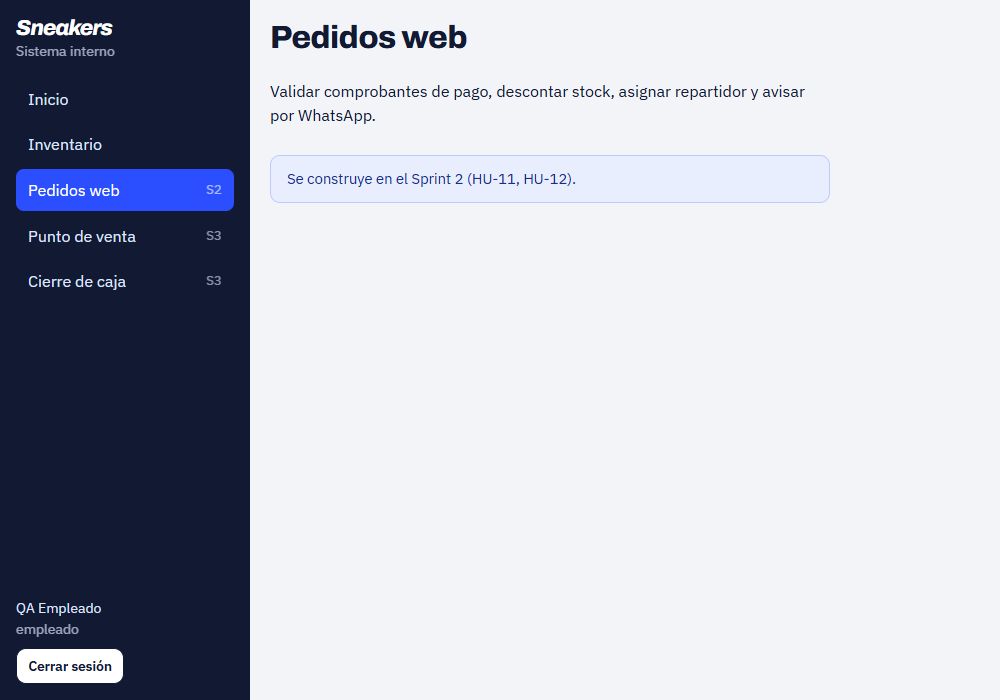 Sneakers
Sistema interno
Inicio
Inventario
Pedidos web S2
Punto de venta S3
Cierre de caja S3
QA Empleado
empleado
Cerrar sesión
Pedidos web
Validar comprobantes de pago, descontar stock, asignar repartidor y avisar
por WhatsApp.
Se construye en el Sprint 2 (HU-11, HU-12).